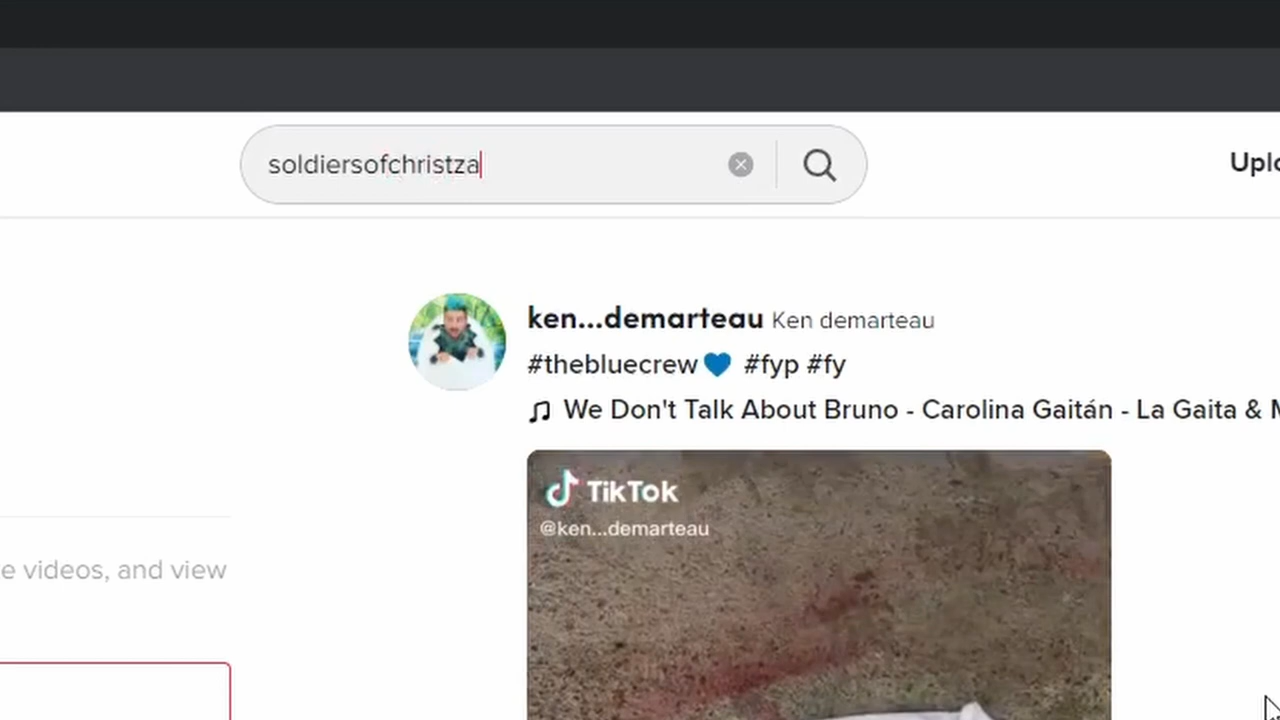 soldiersofchristza
Uplo
ken...demarteau Ken demarteau
#thebluecrew💙 #fyp #fy
We Don't Talk About Bruno - Carolina Gaitán - La Gaita & M
TikTok
@ken...demarteau
e videos, and view